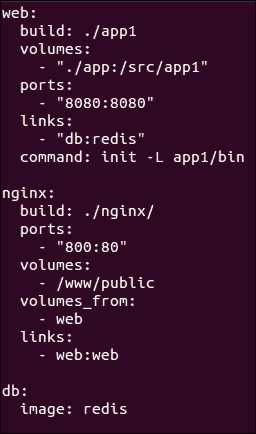 web:
  build: ./app1
  volumes:
    - "./app:/src/app1"
  ports:
    - "8080:8080"
  links:
    - "db:redis"
  command: init -L app1/bin

nginx:
  build: ./nginx/
  ports:
    - "800:80"
  volumes:
    - /www/public
  volumes_from:
    - web
  links:
    - web:web

db:
  image: redis